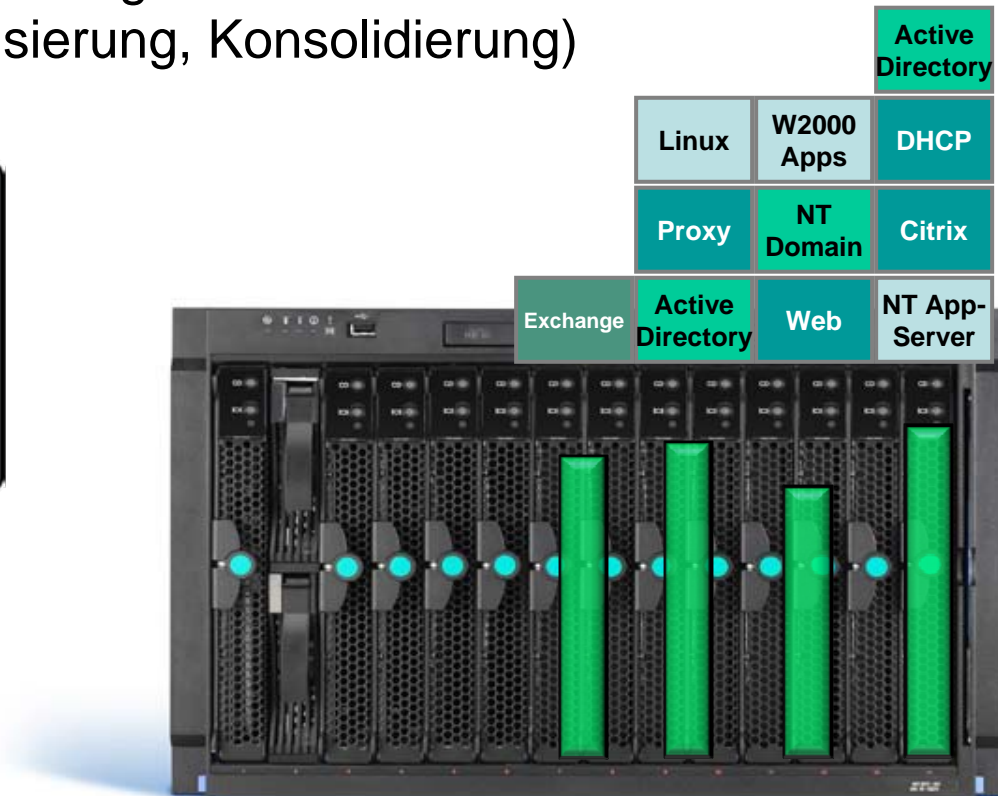 sierung, Konsolidierung)
Active
Directory
Linux
W2000
Apps
DHCP
Proxy
NT
Domain
Citrix
Exchange
Active
Directory
Web
NT App-
Server